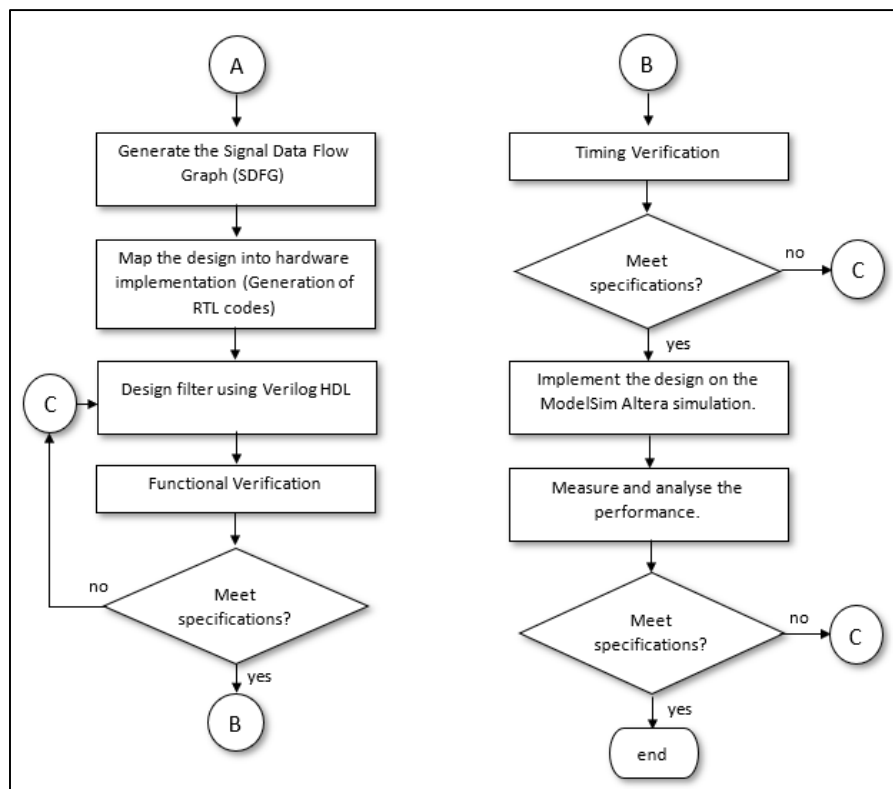 A
Generate the Signal Data Flow
Graph (SDFG)
Map the design into hardware
implementation (Generation of
RTL codes)
C
Design filter using Verilog HDL
Functional Verification
no
Meet
specifications?
yes
B
B
Timing Verification
Meet
specifications?
no
C
yes
Implement the design on the
ModelSim Altera simulation.
Measure and analyse the
performance.
Meet
specifications?
no
C
yes
end